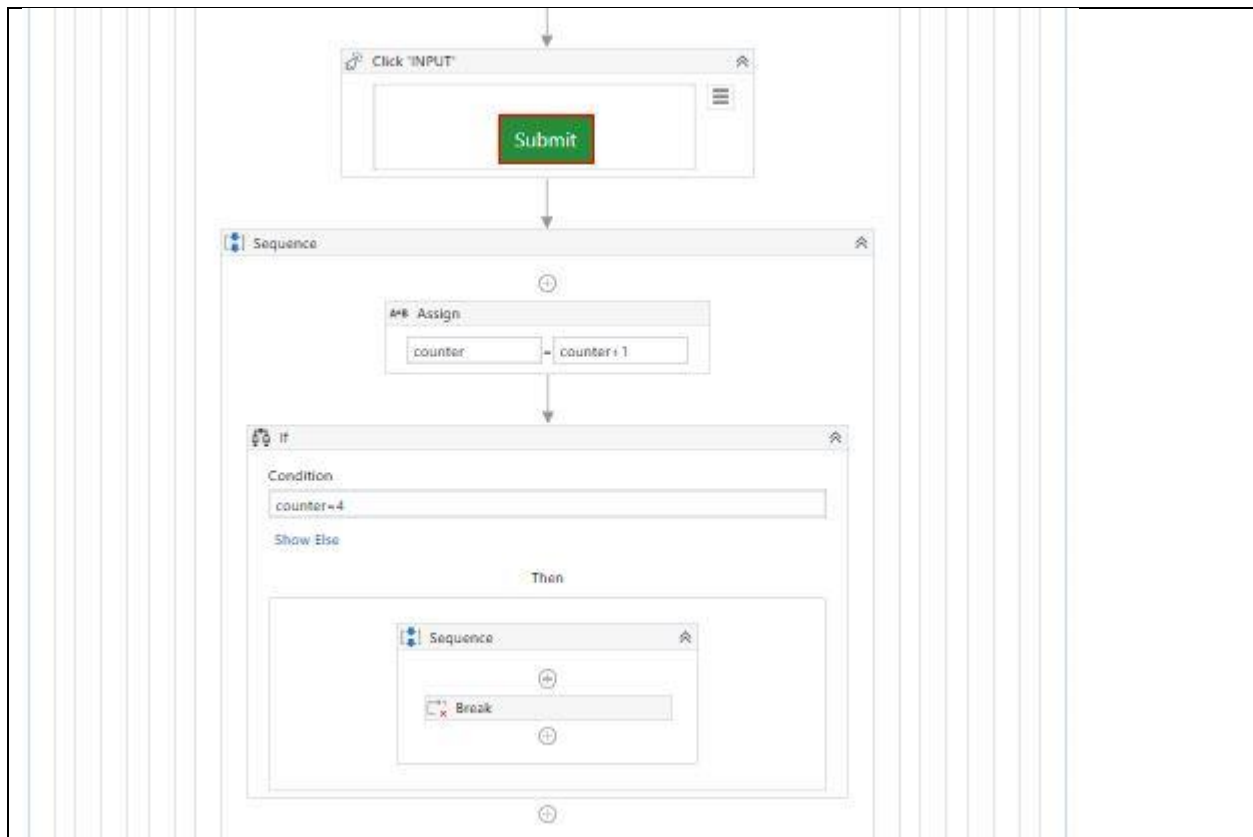 Click 'INPUT'
Submit
Sequence
A*B Assign
counter = counter+1
If
Condition
counter=4
Show Else
Then
Sequence
Break